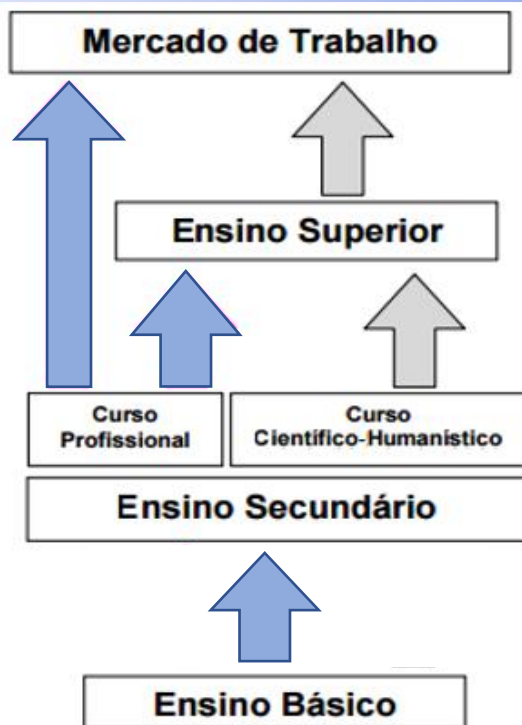 Mercado de Trabalho
Ensino Superior
Curso
Profissional
Curso
Científico-Humanístico
Ensino Secundário
Ensino Básico